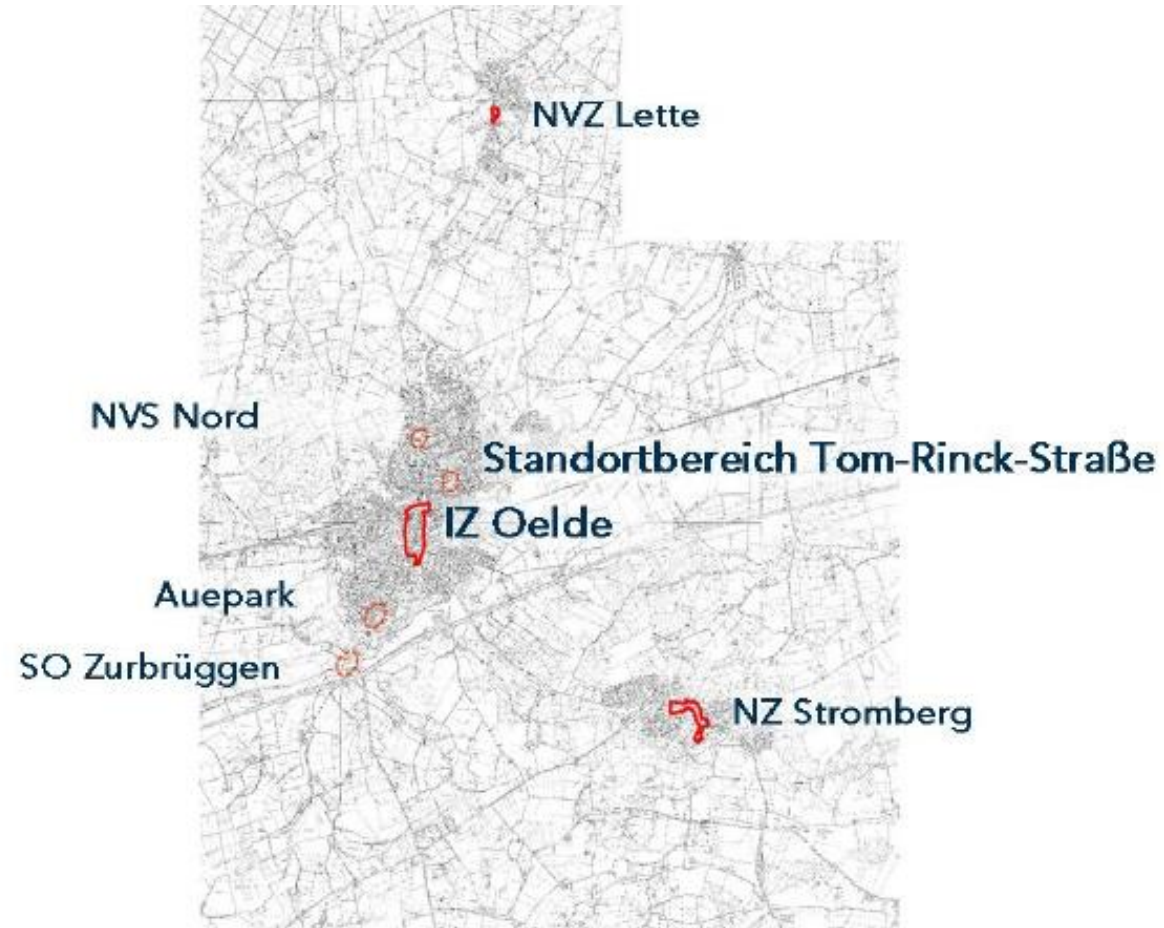 NVZ Lette
NVS Nord
Standortbereich Tom-Rinck-Straße
IZ Oelde
Auepark
SO Zurbrüggen
NZ Stromberg